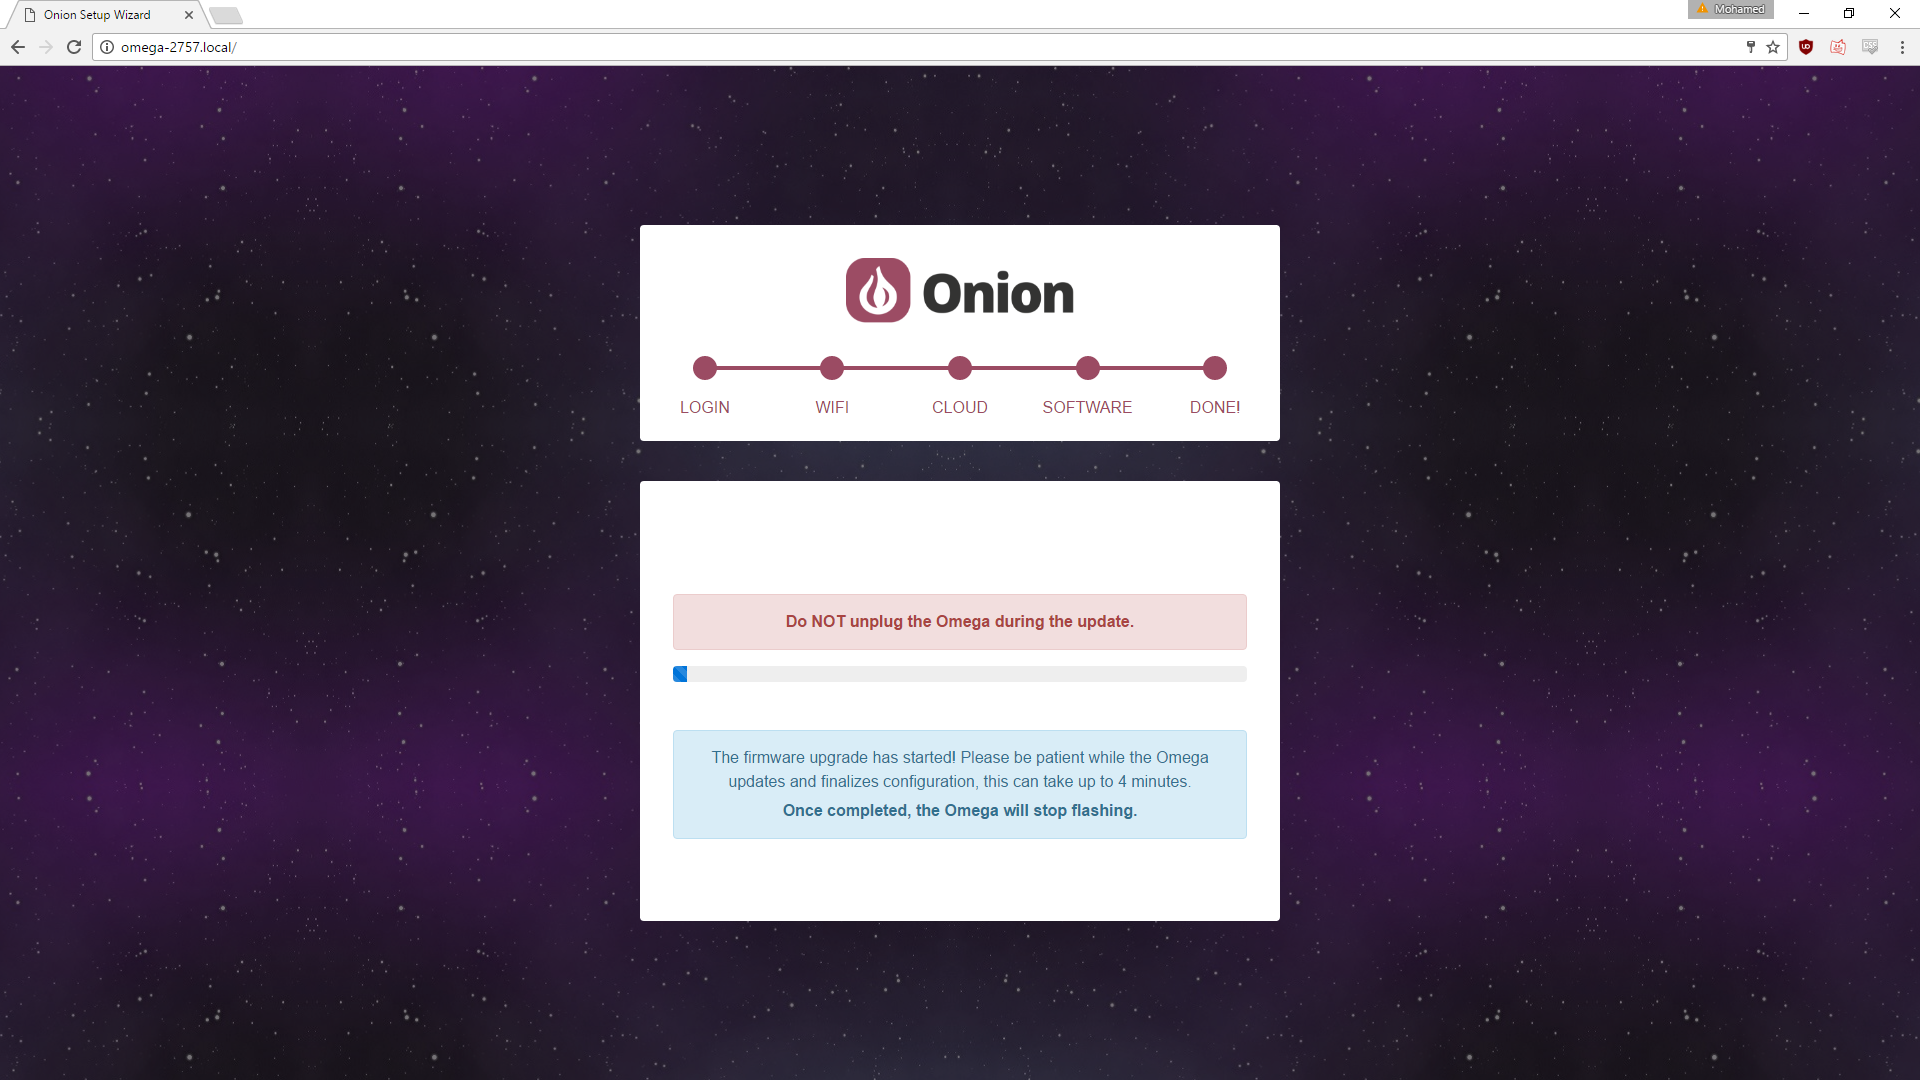 Onion Setup Wizard
Mohamed
omega-2757.local/
CSS
Onion
LOGIN
WIFI
CLOUD
SOFTWARE
DONE!
Do NOT unplug the Omega during the update.
The firmware upgrade has started! Please be patient while the Omega
updates and finalizes configuration, this can take up to 4 minutes.
Once completed, the Omega will stop flashing.